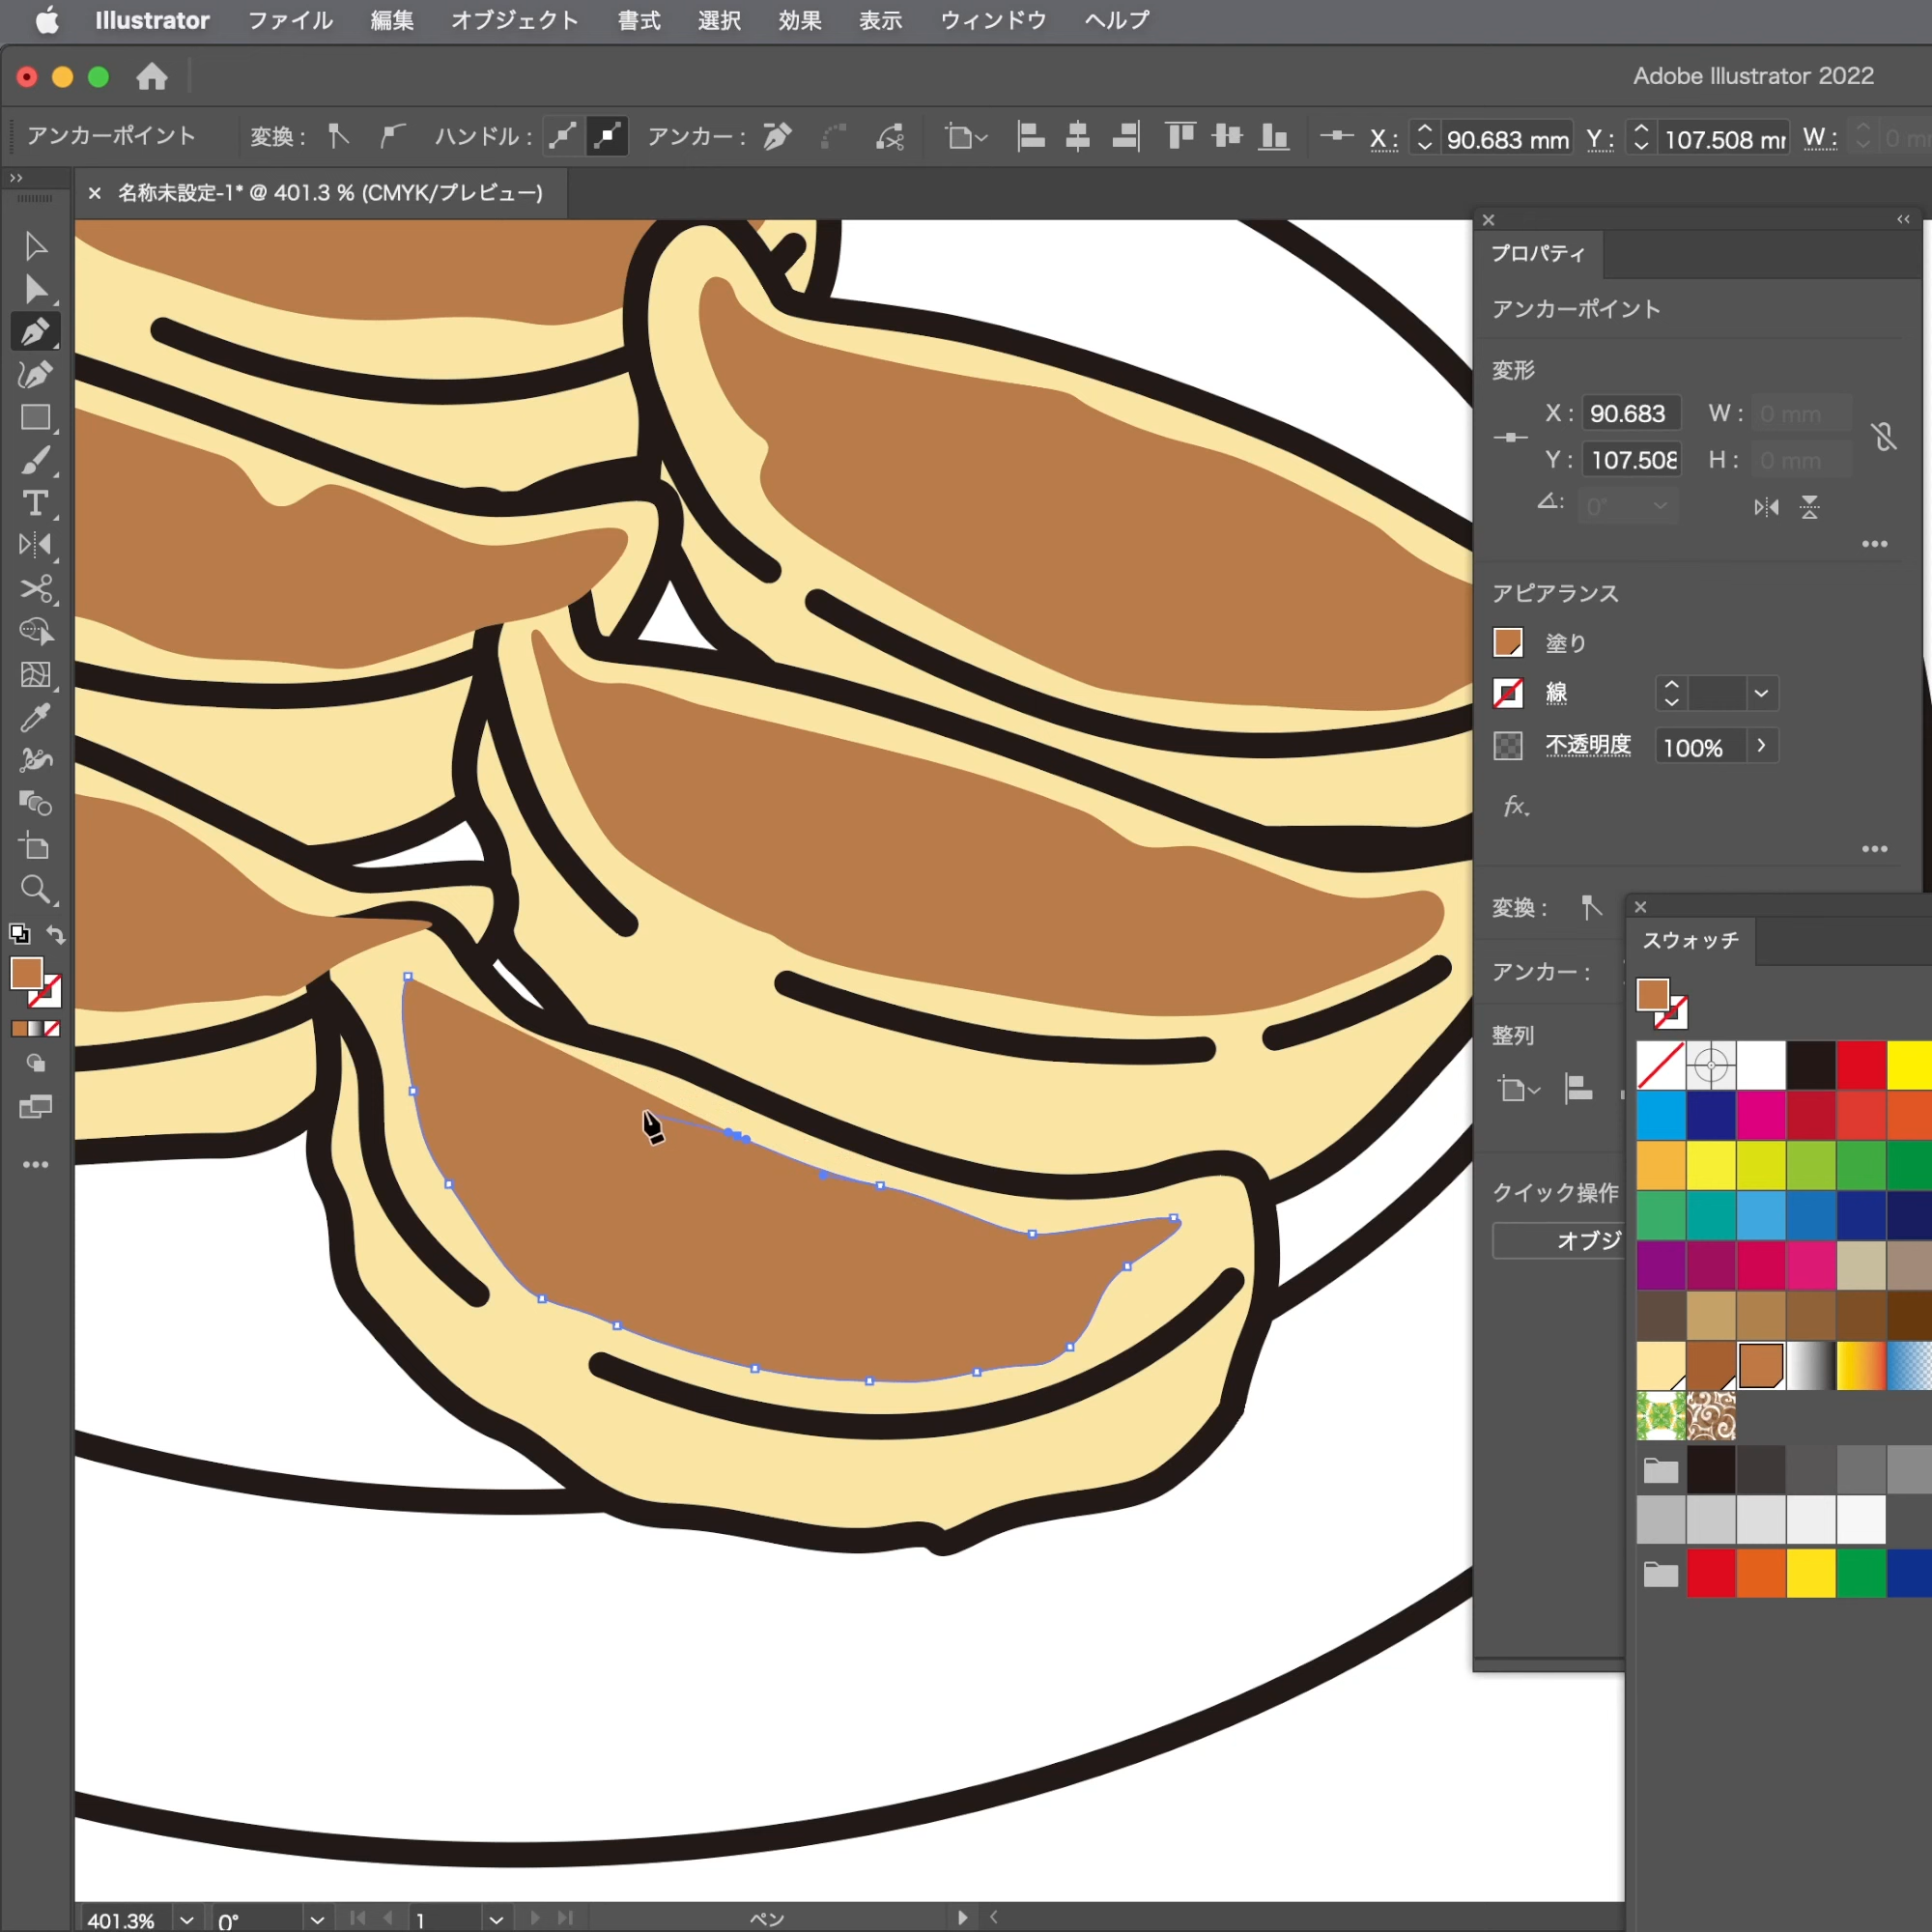 Illustrator ファイル 編集 オブジェクト 書式 選択 効果 表示 ウィンドウ ヘルプ
Adobe Illustrator 2022
アンカーポイント 変換： ハンドル： アンカー： X： 90.683 mm Y： 107.508 W： 0
× 名称未設定-1* @ 401.3 % (CMYK/プレビュー)
プロパティ
アンカーポイント
変形
X： 90.683 W： 0 mm
Y： 107.508 H： 0 mm
0°
アピアランス
塗り
線
不透明度 100%
fx.
変換：
アンカー：
整列
クイック操作
オブジ
スウォッチ
401.3% 0° 1 ペン